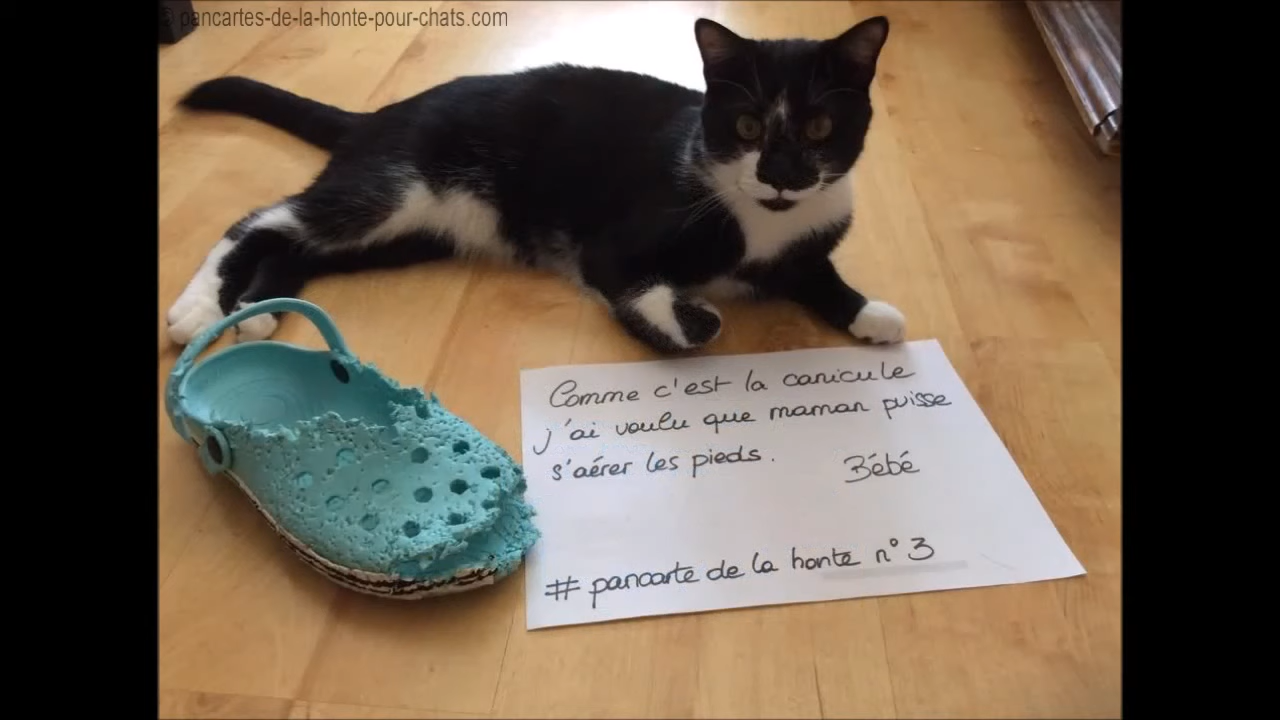 © pancartes-de-la-honte-pour-chats.com
Comme c'est la canicule
j'ai voulu que maman puisse
s'aérer les pieds.
Bébé
# pancarte de la honte n° 3